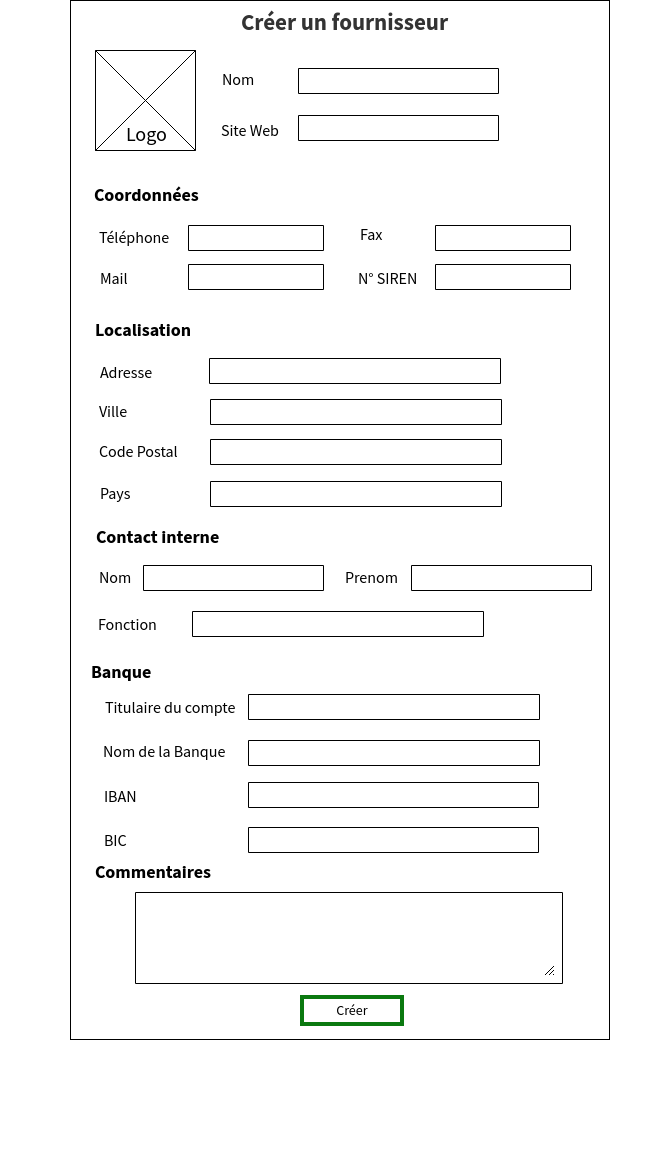 Créer un fournisseur
Logo
Nom
Site Web
Coordonnées
Téléphone
Fax
Mail
N° SIREN
Localisation
Adresse
Ville
Code Postal
Pays
Contact interne
Nom
Prenom
Fonction
Banque
Titulaire du compte
Nom de la Banque
IBAN
BIC
Commentaires
Créer